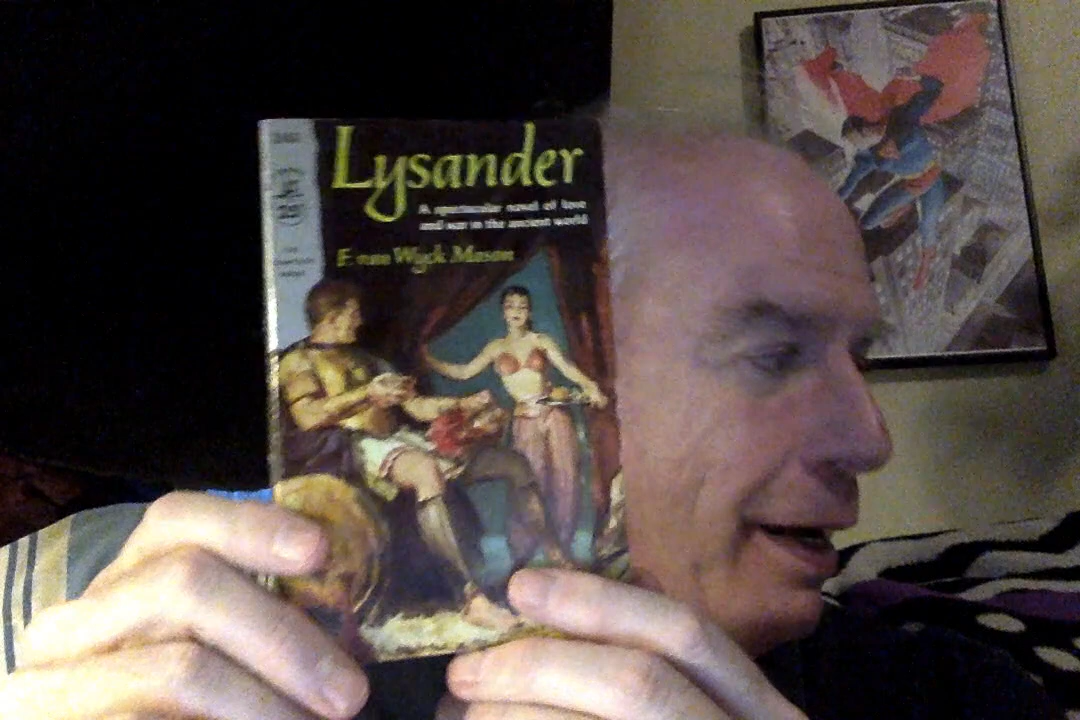 Lysander
A spectacular novel of love
and war in the ancient world
F. van Wyck Mason